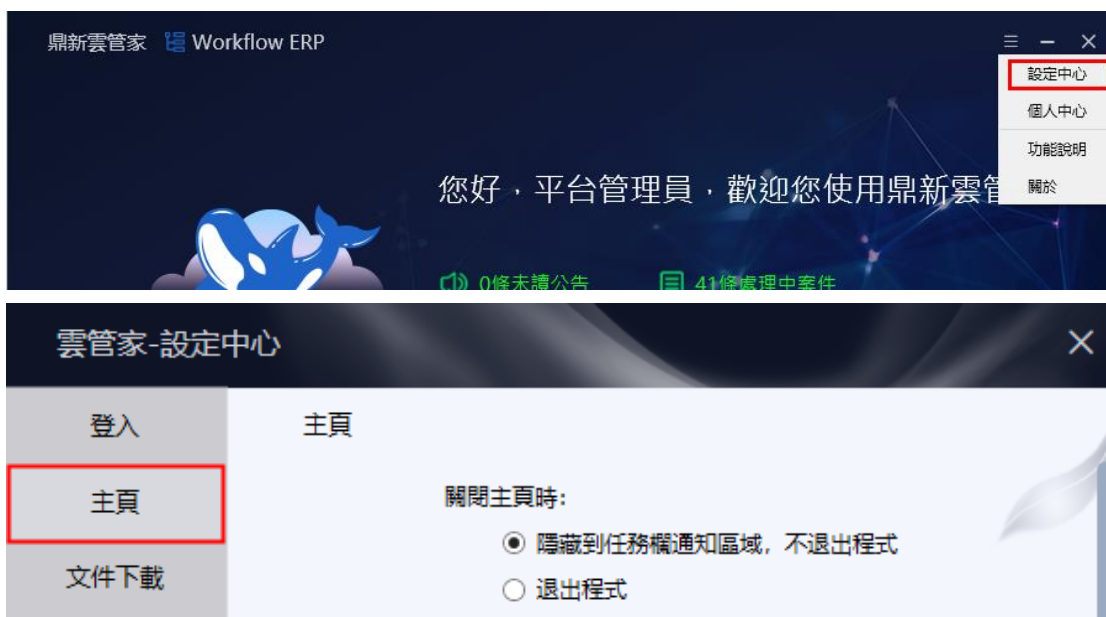 鼎新雲管家 Workflow ERP
設定中心
個人中心
功能說明
關於
您好，平台管理員，歡迎您使用鼎新雲管
0條未讀公告 41條處理中案件
雲管家-設定中心
登入
主頁
文件下載
主頁
關閉主頁時:
隱藏到任務欄通知區域, 不退出程式
退出程式